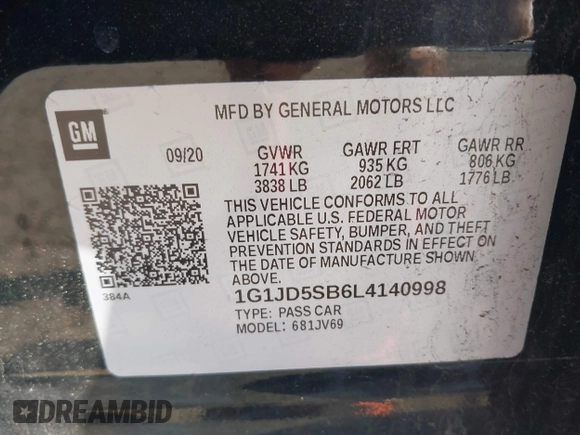 MFD BY GENERAL MOTORS LLC
GM
09/20
GVWR
1741 KG
3838 LB
GAWR FRT
935 KG
2062 LB
GAWR RR
806 KG
1776 LB
THIS VEHICLE CONFORMS TO ALL
APPLICABLE U.S. FEDERAL MOTOR
VEHICLE SAFETY, BUMPER, AND THEFT
PREVENTION STANDARDS IN EFFECT ON
THE DATE OF MANUFACTURE SHOWN
ABOVE.
384A
1G1JD5SB6L4140998
TYPE: PASS CAR
MODEL: 681JV69
DREAMBID